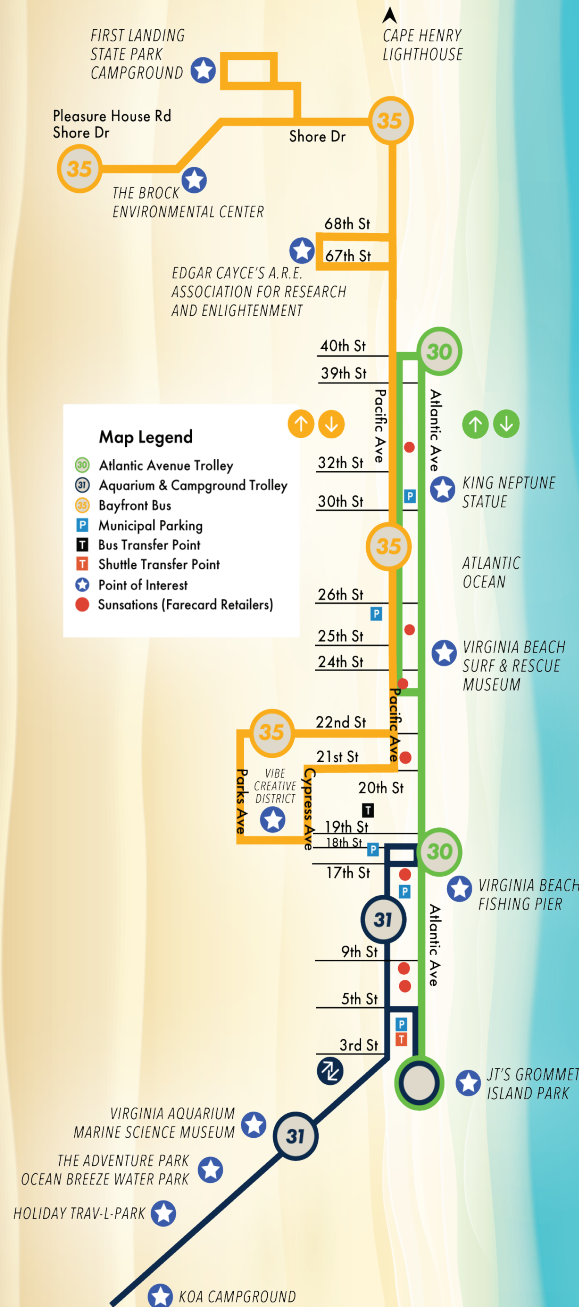 CAPE HENRY
LIGHTHOUSE
FIRST LANDING
STATE PARK
CAMPGROUND
Pleasure House Rd
Shore Dr
35
Shore Dr
35
THE BROCK
ENVIRONMENTAL CENTER
68th St
67th St
EDGAR CAYCE'S A.R.E.
ASSOCIATION FOR RESEARCH
AND ENLIGHTENMENT
40th St
30
39th St
Pacific Ave
Atlantic Ave
Map Legend
30 Atlantic Avenue Trolley
31 Aquarium & Campground Trolley
35 Bayfront Bus
P Municipal Parking
T Bus Transfer Point
T Shuttle Transfer Point
Point of Interest
Sunsations (Farecard Retailers)
32th St
P
KING NEPTUNE
STATUE
30th St
35
ATLANTIC
OCEAN
26th St
P
25th St
24th St
VIRGINIA BEACH
SURF & RESCUE
MUSEUM
Pacific Ave
22nd St
35
21st St
VIBE
CREATIVE
DISTRICT
Parks Ave
Cypress Ave
20th St
T
19th St
18th St
P
30
17th St
P
VIRGINIA BEACH
FISHING PIER
31
Atlantic Ave
9th St
5th St
P
T
3rd St
JT'S GROMMET
ISLAND PARK
VIRGINIA AQUARIUM
MARINE SCIENCE MUSEUM
31
THE ADVENTURE PARK
OCEAN BREEZE WATER PARK
HOLIDAY TRAV-L-PARK
KOA CAMPGROUND